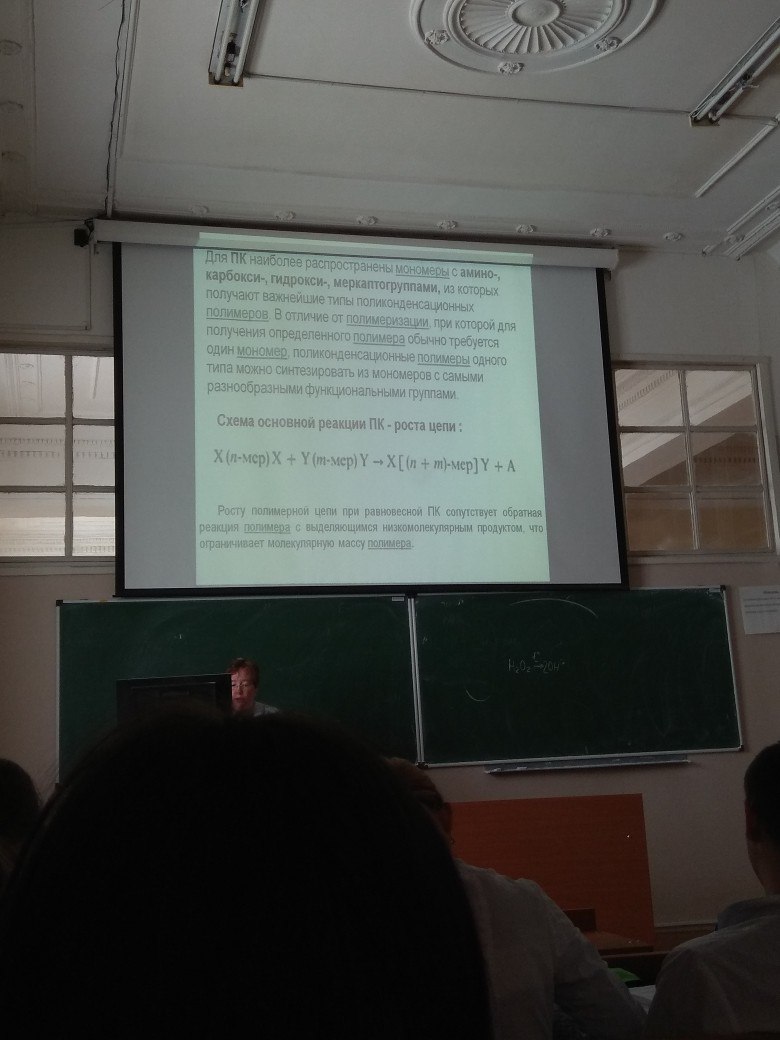 Для ПК наиболее распространены мономеры с амино-,
карбокси-, гидрокси-, меркаптогруппами, из которых
получают важнейшие типы поликонденсационных
полимеров. В отличие от полимеризации, при которой для
получения определенного полимера обычно требуется
один мономер, поликонденсационные полимеры одного
типа можно синтезировать из мономеров с самыми
разнообразными функциональными группами.
Схема основной реакции ПК - роста цепи :
X (n-мер) X + Y (m-мер) Y → X [ (n + m)-мер] Y + A
Росту полимерной цепи при равновесной ПК сопутствует обратная
реакция полимера с выделяющимся низкомолекулярным продуктом, что
ограничивает молекулярную массу полимера.
H₂O₂ → 2OH•